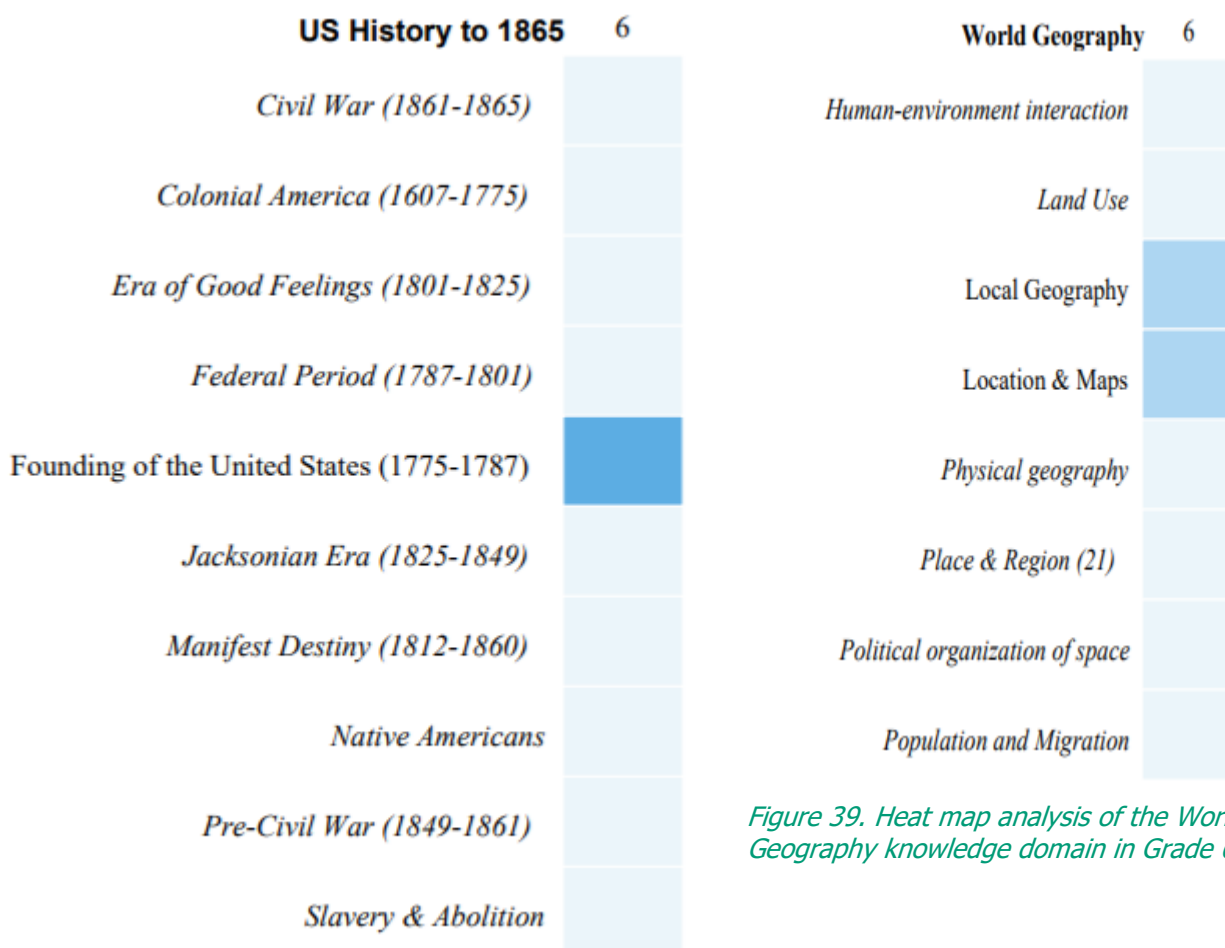 US History to 1865 6
Civil War (1861-1865)
Colonial America (1607-1775)
Era of Good Feelings (1801-1825)
Federal Period (1787-1801)
Founding of the United States (1775-1787)
Jacksonian Era (1825-1849)
Manifest Destiny (1812-1860)
Native Americans
Pre-Civil War (1849-1861)
Slavery & Abolition
World Geography 6
Human-environment interaction
Land Use
Local Geography
Location & Maps
Physical geography
Place & Region (21)
Political organization of space
Population and Migration
Figure 39. Heat map analysis of the
Geography knowledge domain in Grade